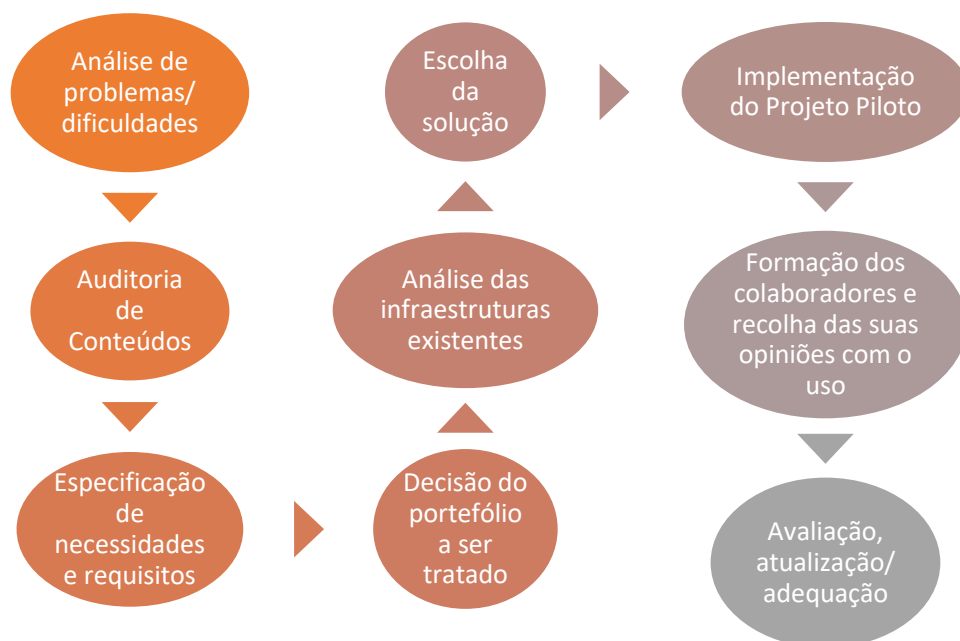 Análise de
problemas/
dificuldades
Auditoria
de
Conteúdos
Especificação
de
necessidades
e requisitos
Decisão do
portefólio
a ser
tratado
Análise das
infraestruturas
existentes
Escolha
da
solução
Implementação
do Projeto Piloto
Formação dos
colaboradores e
recolha das suas
opiniões com o
uso
Avaliação,
atualização/
adequação